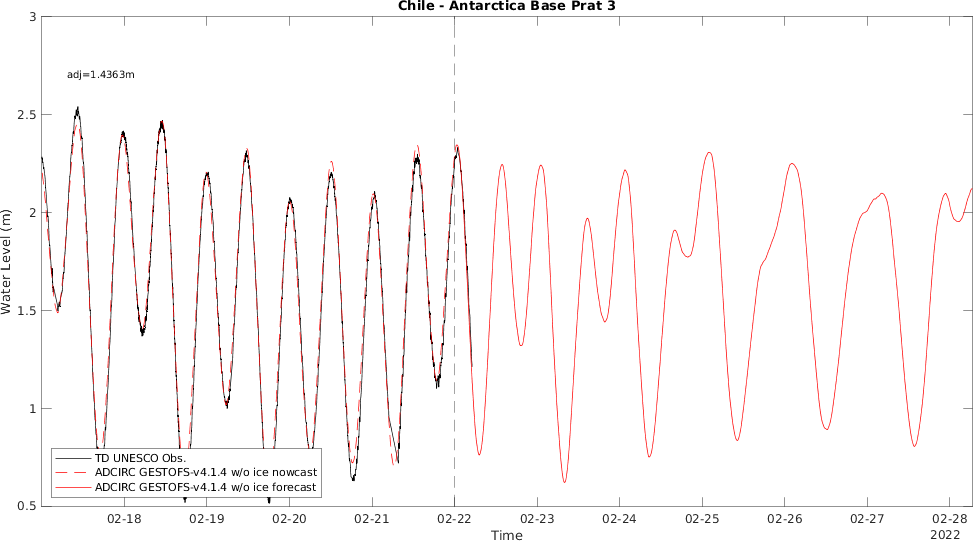 Chile - Antarctica Base Prat 3
3
2.5
2
1.5
1
0.5
Water Level (m)
adj=1.4363m
TD UNESCO Obs.
ADCIRC GESTOFS-v4.1.4 w/o ice nowcast
ADCIRC GESTOFS-v4.1.4 w/o ice forecast
02-18 02-19 02-20 02-21 02-22 02-23 02-24 02-25 02-26 02-27 02-28
Time 2022